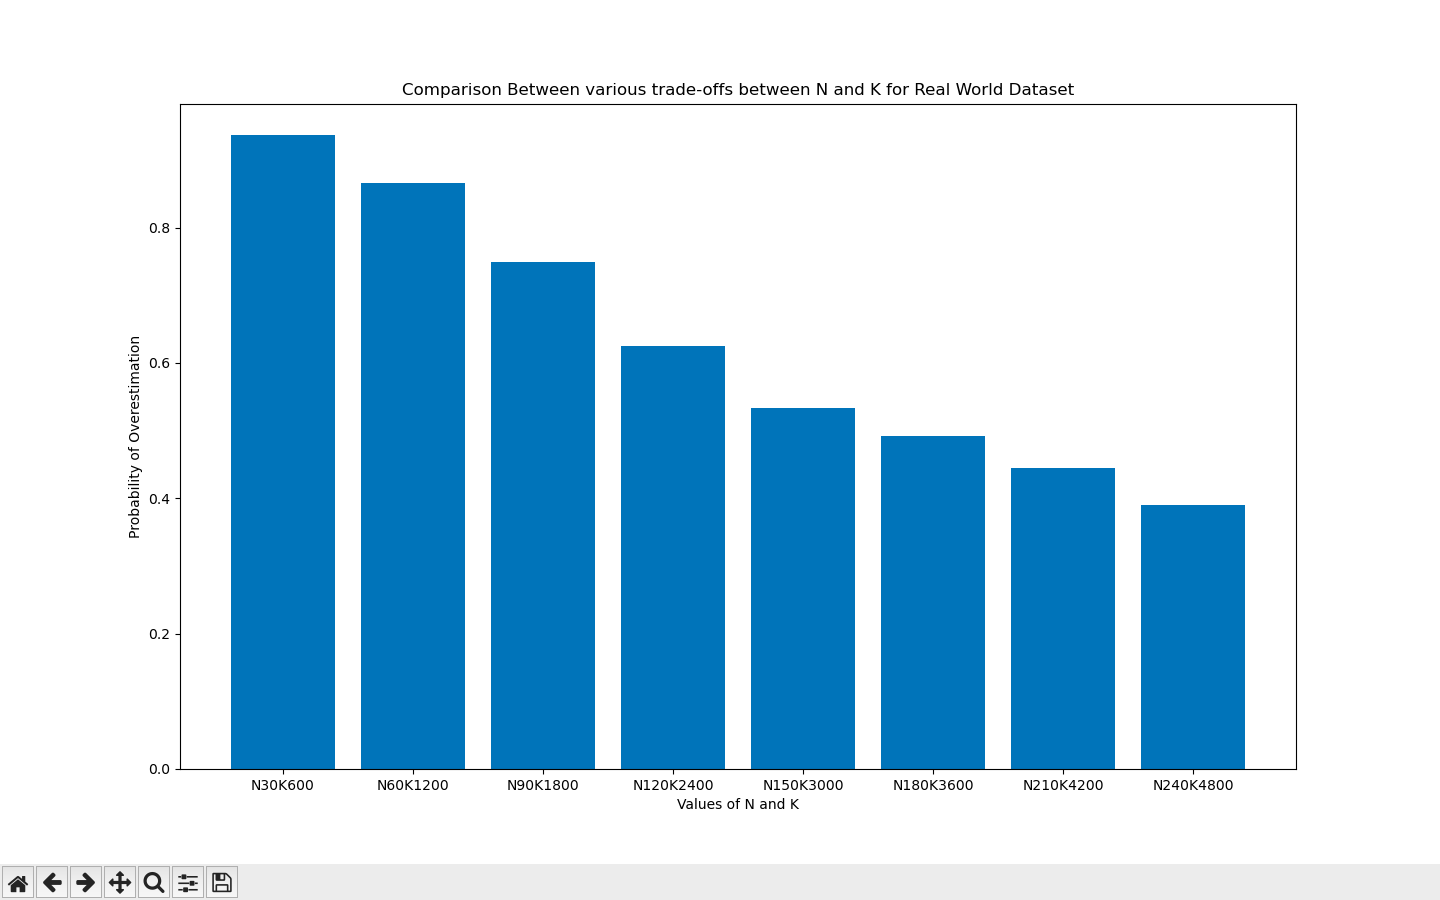 Comparison Between various trade-offs between N and K for Real World Dataset
Probability of Overestimation
0.8
0.6
0.4
0.2
0.0
N30K600 N60K1200 N90K1800 N120K2400 N150K3000 N180K3600 N210K4200 N240K4800
Values of N and K